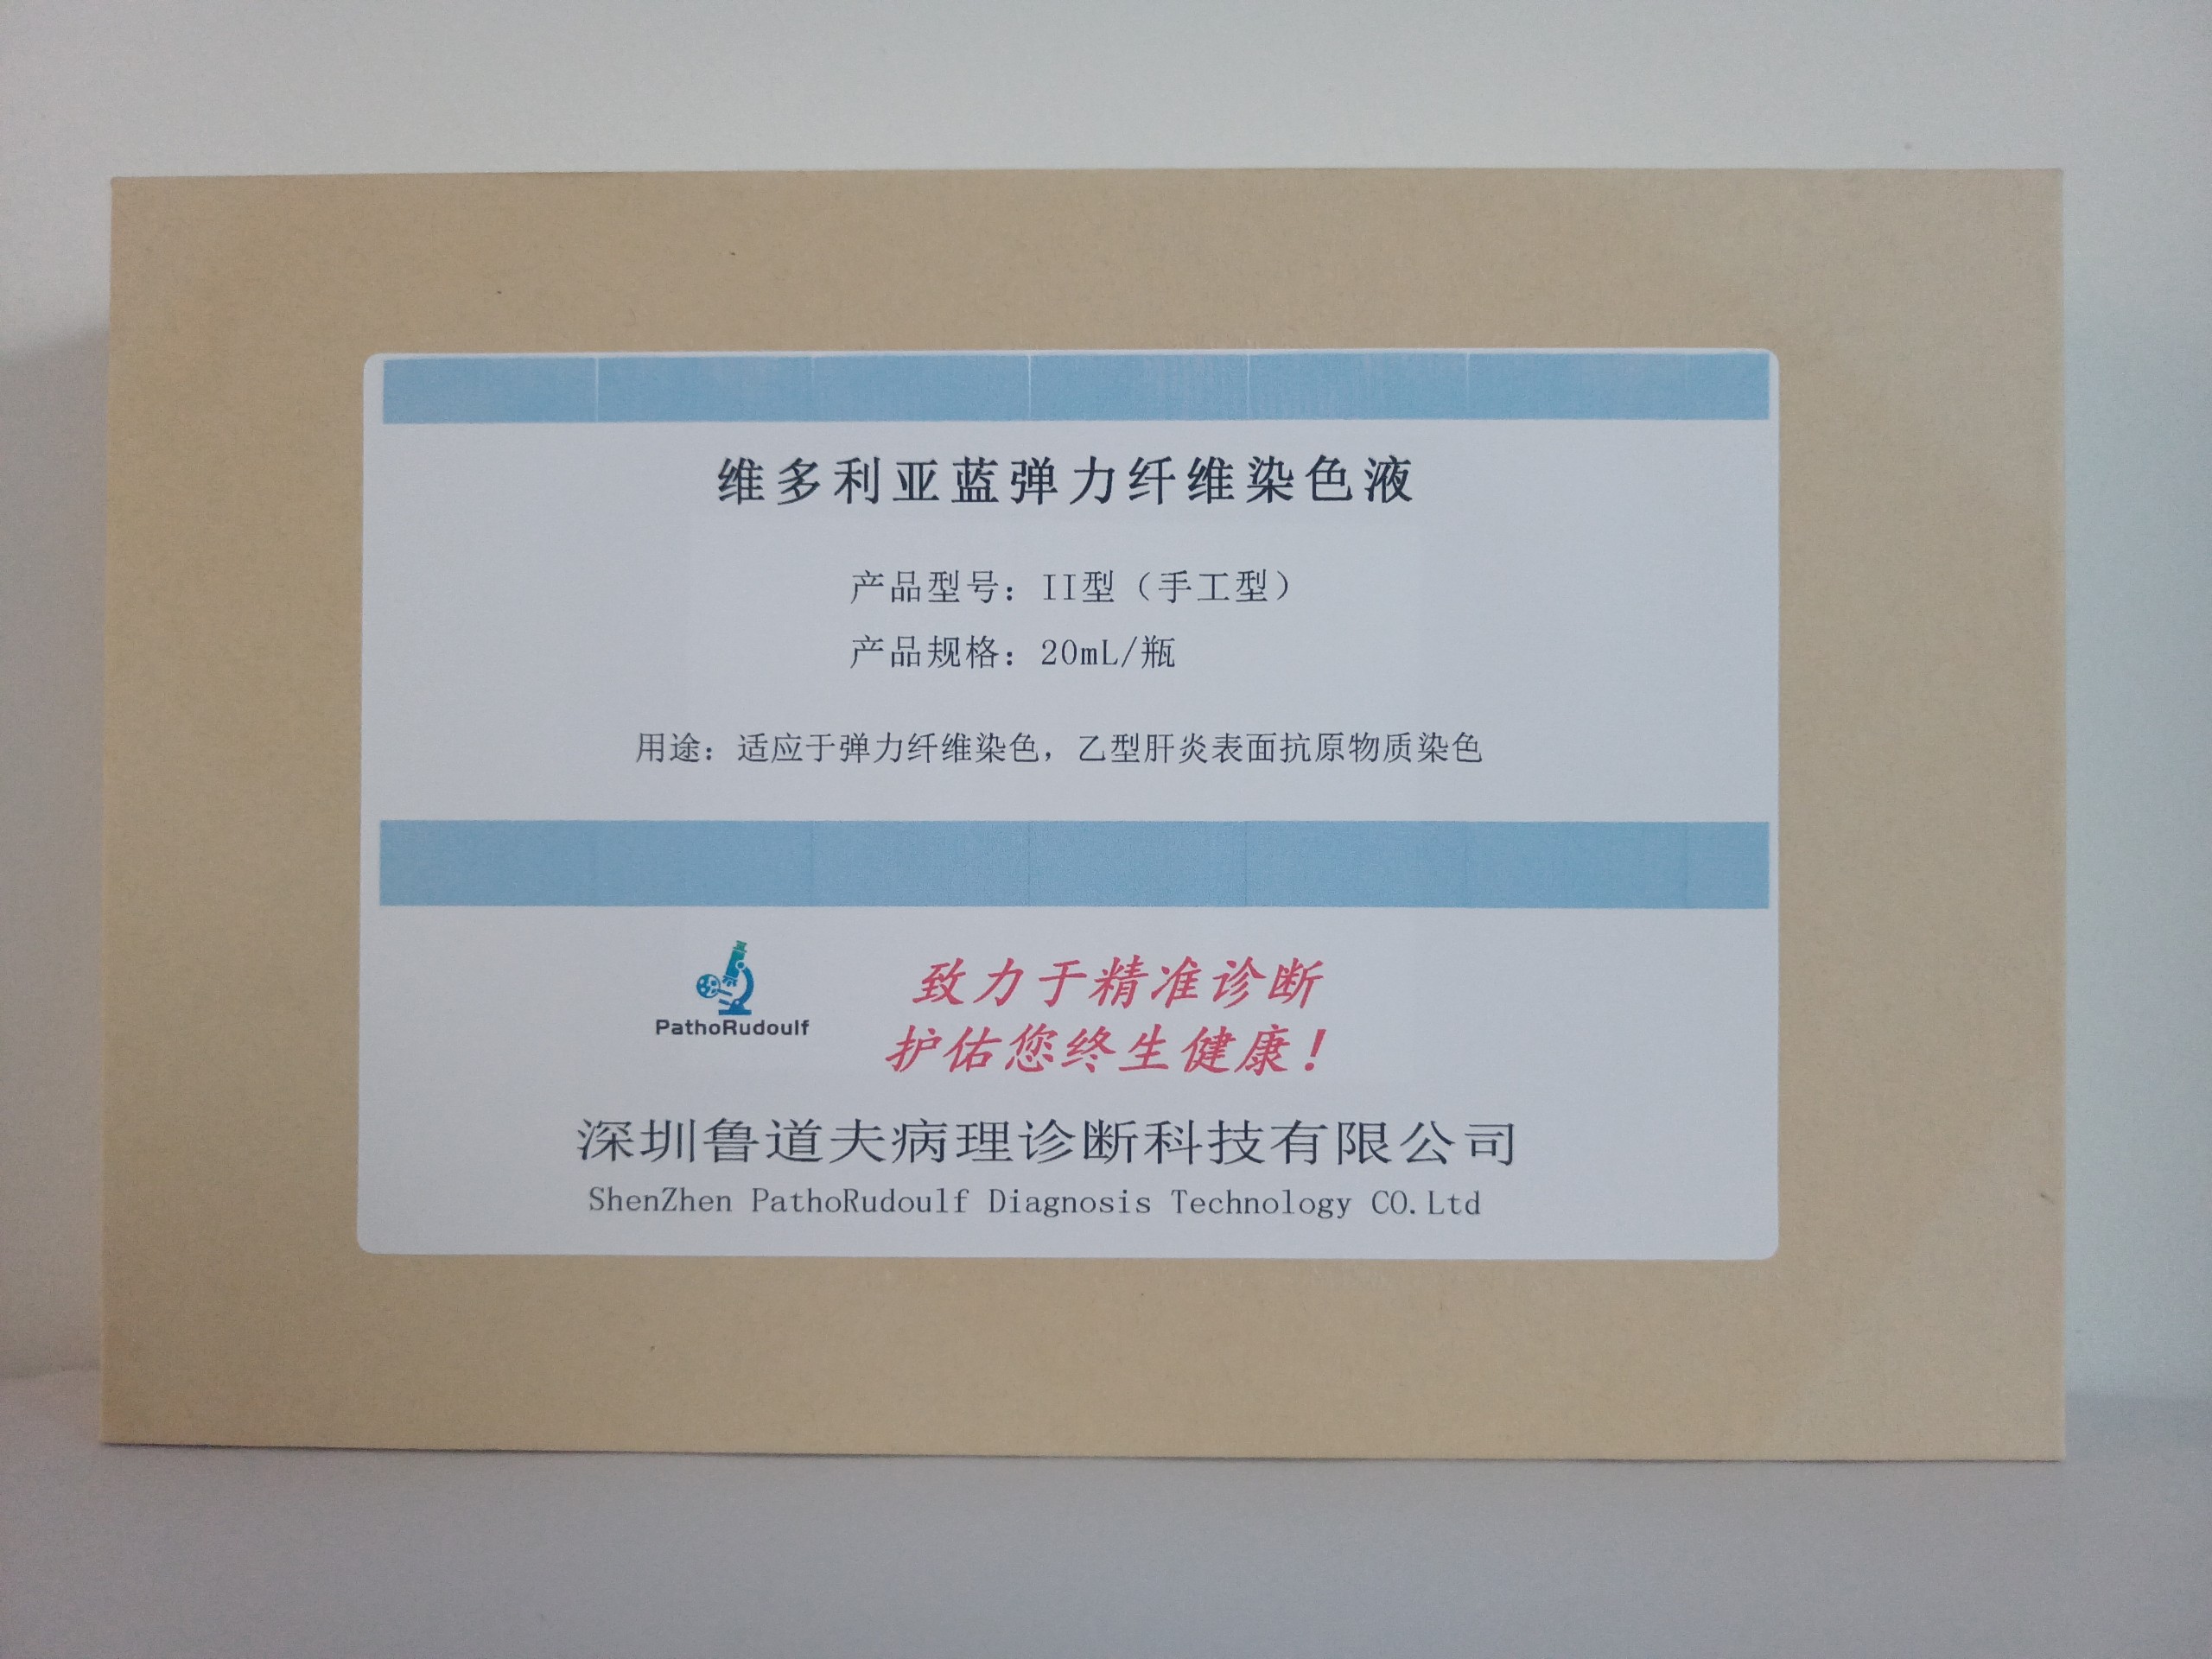 维多利亚蓝弹力纤维染色液
产品型号：II型（手工型）
产品规格：20mL/瓶
用途：适应于弹力纤维染色，乙型肝炎表面抗原物质染色
PathoRudoulf
致力于精准诊断
护佑您终生健康！
深圳鲁道夫病理诊断科技有限公司
ShenZhen PathoRudoulf Diagnosis Technology CO.Ltd